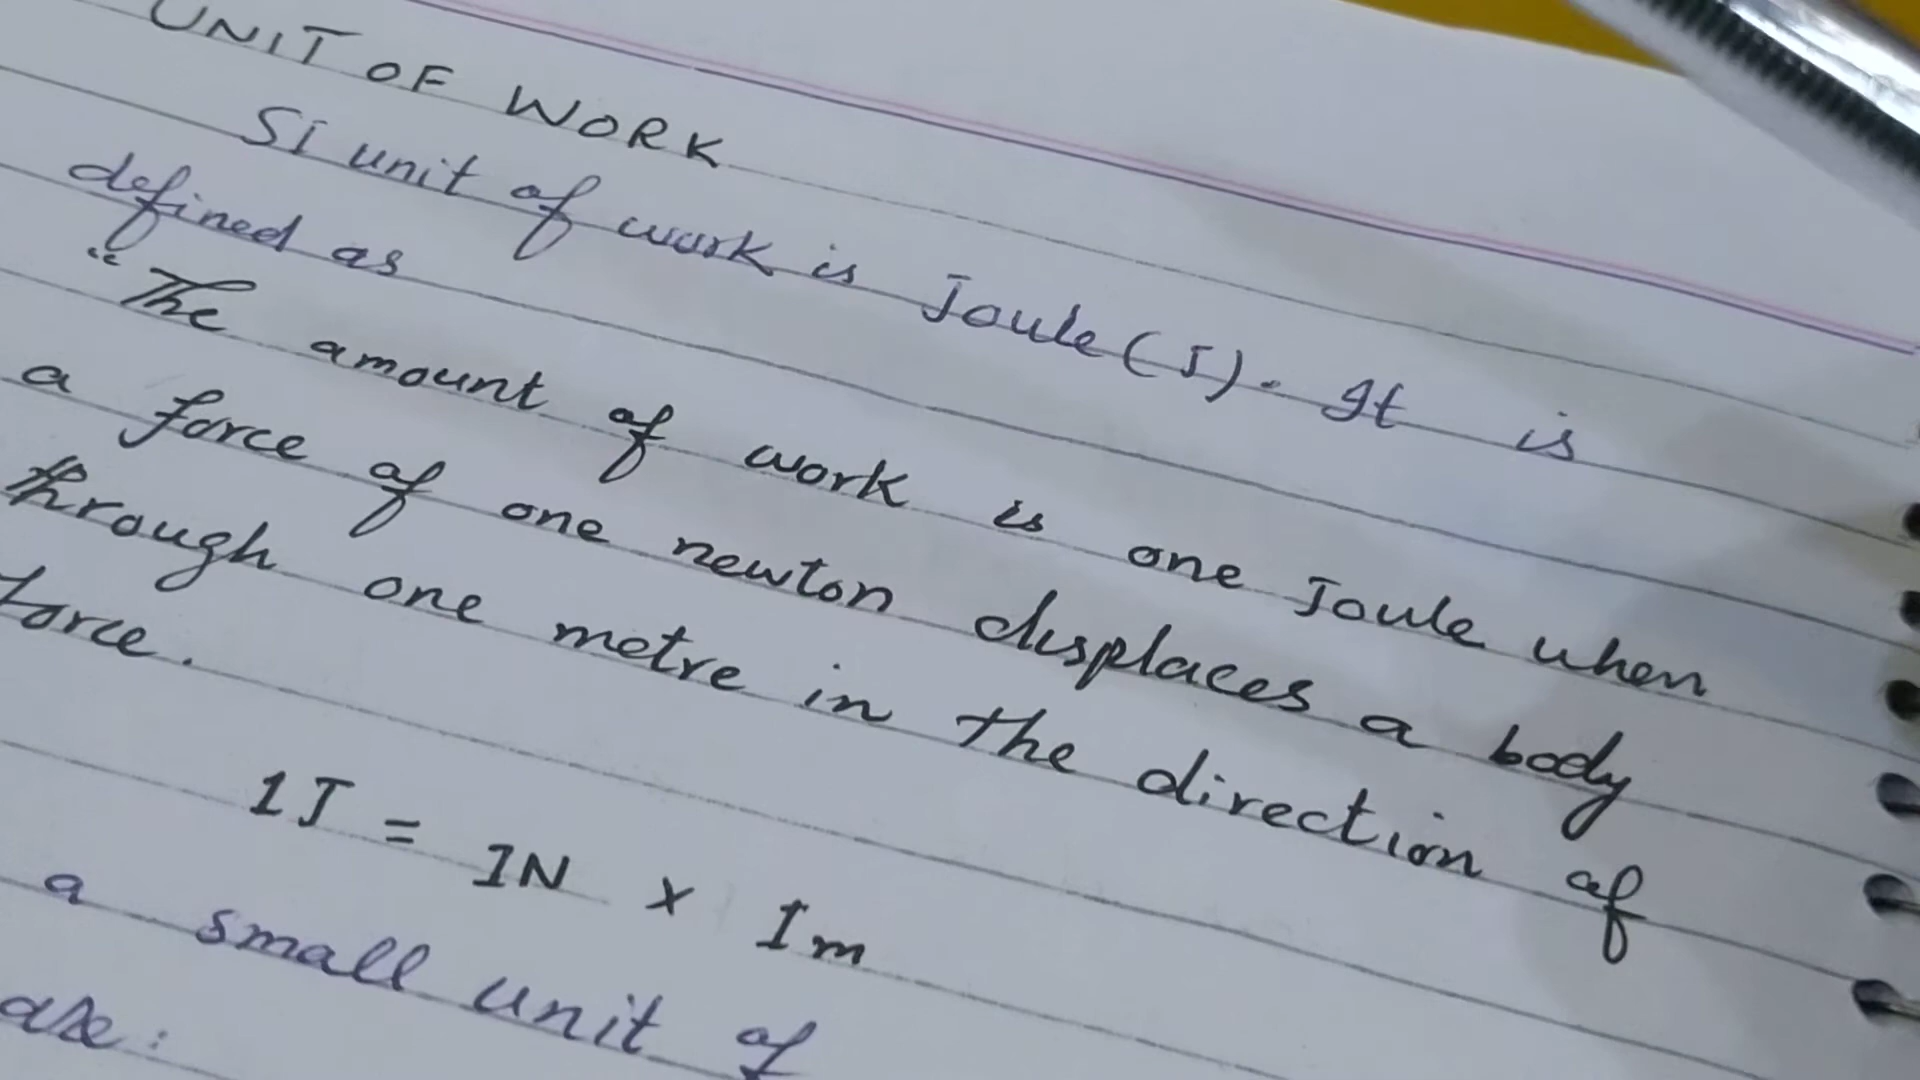 UNIT OF WORK
SI unit of work is Joule (J). It is
defined as
"The amount of work is one Joule when
a force of one newton displaces a body
through one metre in the direction of
force.
1J = 1N × 1m
a small unit of
are: